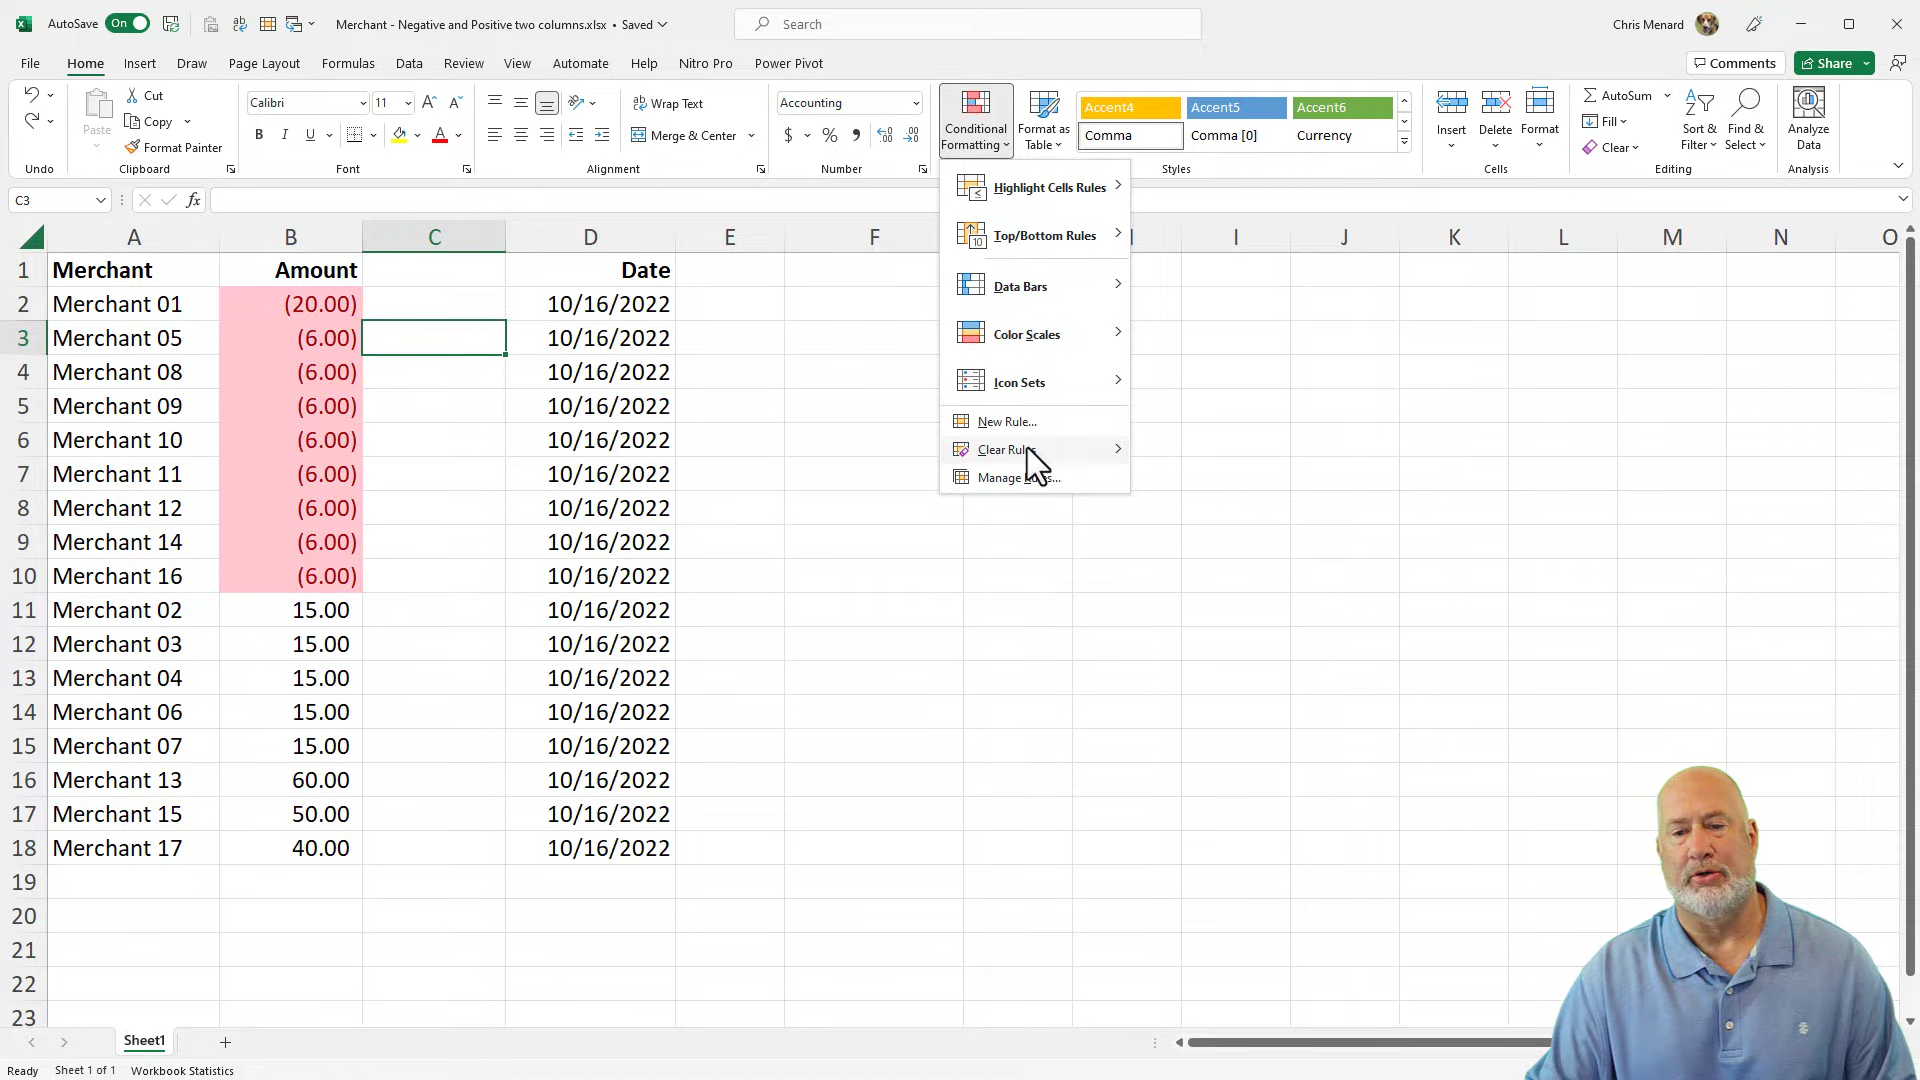 AutoSave On Merchant - Negative and Positive two columns.xlsx • Saved Search Chris Menard
File Home Insert Draw Page Layout Formulas Data Review View Automate Help Nitro Pro Power Pivot Comments Share
Paste Cut Copy Format Painter
Calibri 11 B I U
Wrap Text Merge & Center
Accounting $ % 9
Conditional Formatting Format as Table
Accent4 Accent5 Accent6
Comma Comma [0] Currency
Insert Delete Format
AutoSum Fill Clear
Sort & Filter Find & Select Analyze Data
Undo Clipboard Font Alignment Number Styles Cells Editing Analysis
C3 fx
Highlight Cells Rules
Top/Bottom Rules
Data Bars
Color Scales
Icon Sets
New Rule...
Clear
Manage
A B C D E F I J K L M N O
1 Merchant Amount Date
2 Merchant 01 (20.00) 10/16/2022
3 Merchant 05 (6.00) 10/16/2022
4 Merchant 08 (6.00) 10/16/2022
5 Merchant 09 (6.00) 10/16/2022
6 Merchant 10 (6.00) 10/16/2022
7 Merchant 11 (6.00) 10/16/2022
8 Merchant 12 (6.00) 10/16/2022
9 Merchant 14 (6.00) 10/16/2022
10 Merchant 16 (6.00) 10/16/2022
11 Merchant 02 15.00 10/16/2022
12 Merchant 03 15.00 10/16/2022
13 Merchant 04 15.00 10/16/2022
14 Merchant 06 15.00 10/16/2022
15 Merchant 07 15.00 10/16/2022
16 Merchant 13 60.00 10/16/2022
17 Merchant 15 50.00 10/16/2022
18 Merchant 17 40.00 10/16/2022
19
20
21
22
23
Sheet1
Ready Sheet 1 of 1 Workbook Statistics